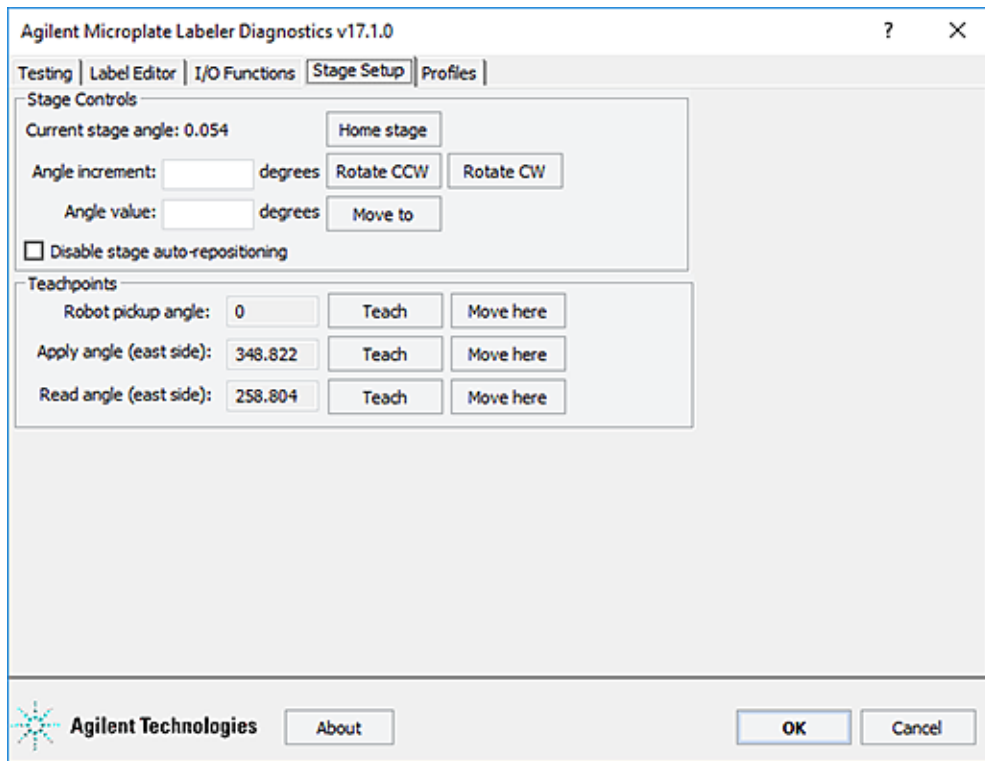 Agilent Microplate Labeler Diagnostics v17.1.0 ?
Testing Label Editor I/O Functions Stage Setup Profiles
Stage Controls
Current stage angle: 0.054 Home stage
Angle increment: degrees Rotate CCW Rotate CW
Angle value: degrees Move to
Disable stage auto-repositioning
Teachpoints
Robot pickup angle: 0 Teach Move here
Apply angle (east side): 348.822 Teach Move here
Read angle (east side): 258.804 Teach Move here
Agilent Technologies About OK Cancel